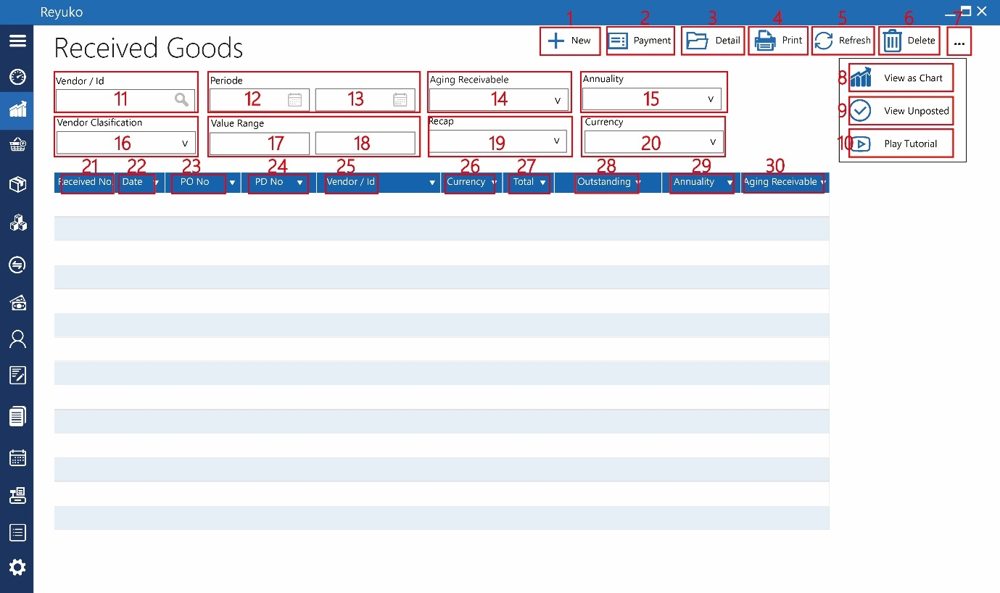 Reyuko
1 2 3 4 5 6 7
Received Goods
New Payment Detail Print Refresh Delete ...
8 View as Chart
9 View Unposted
10 Play Tutorial
Vendor / Id Periode Aging Receivabele Annuality
11 12 13 14 v 15 v
Vendor Clasification Value Range Recap Currency
16 v 17 18 19 v 20 v
21 22 23 24 25 26 27 28 29 30
Received No Date PO No PD No Vendor / Id Currency Total Outstanding Annuality Aging Receivable